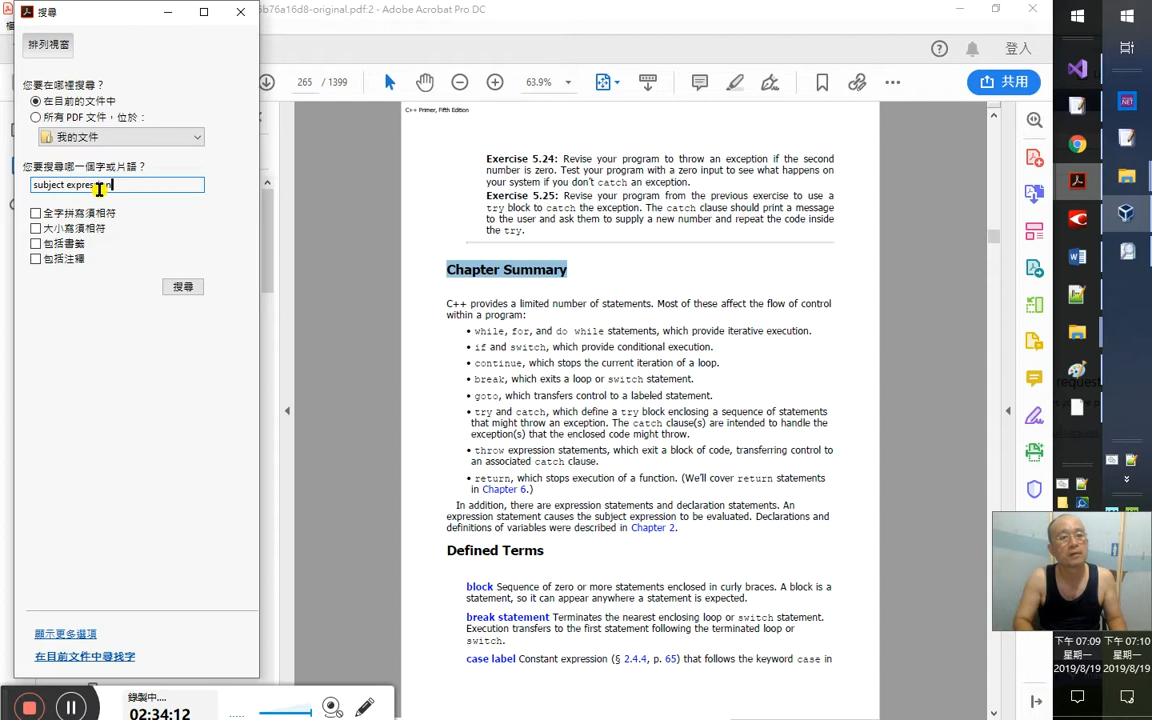 搜尋
5b76a16d8-original.pdf:2 - Adobe Acrobat Pro DC
排列視窗
登入
265 / 1399
63.9%
共用
您要在哪裡搜尋？
在目前的文件中
所有 PDF 文件，位於：
我的文件
您要搜尋哪一個字或片語？
subject expression
全字拼寫須相符
大小寫須相符
包括書籤
包括注釋
搜尋
顯示更多選項
在目前文件中尋找字
C++ Primer, Fifth Edition
Exercise 5.24: Revise your program to throw an exception if the second
number is zero. Test your program with a zero input to see what happens on
your system if you don't catch an exception.
Exercise 5.25: Revise your program from the previous exercise to use a
try block to catch the exception. The catch clause should print a message
to the user and ask them to supply a new number and repeat the code inside
the try.
Chapter Summary
C++ provides a limited number of statements. Most of these affect the flow of control
within a program:
• while, for, and do while statements, which provide iterative execution.
• if and switch, which provide conditional execution.
• continue, which stops the current iteration of a loop.
• break, which exits a loop or switch statement.
• goto, which transfers control to a labeled statement.
• try and catch, which define a try block enclosing a sequence of statements
that might throw an exception. The catch clause(s) are intended to handle the
exception(s) that the enclosed code might throw.
• throw expression statements, which exit a block of code, transferring control to
an associated catch clause.
• return, which stops execution of a function. (We'll cover return statements
in Chapter 6.)
In addition, there are expression statements and declaration statements. An
expression statement causes the subject expression to be evaluated. Declarations and
definitions of variables were described in Chapter 2.
Defined Terms
block Sequence of zero or more statements enclosed in curly braces. A block is a
statement, so it can appear anywhere a statement is expected.
break statement Terminates the nearest enclosing loop or switch statement.
Execution transfers to the first statement following the terminated loop or
switch.
case label Constant expression (§ 2.4.4, p. 65) that follows the keyword case in
request
錄製中....
02:34:12
下午 07:09
星期一
2019/8/19
下午 07:10
星期一
2019/8/19